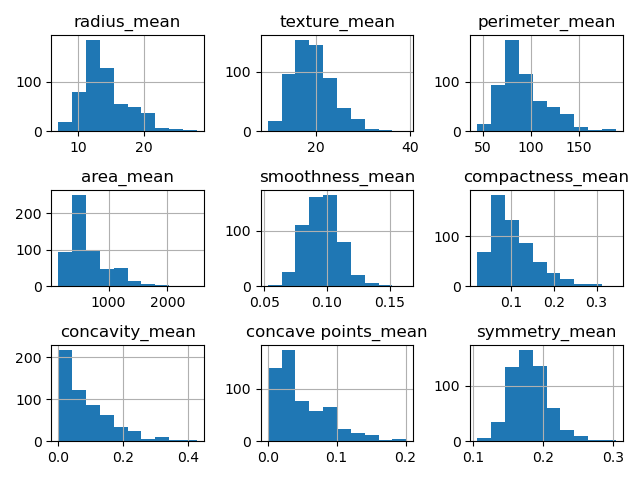 radius_mean texture_mean perimeter_mean
100 100 100
0 0 0
10 20 20 40 50 100 150
area_mean smoothness_mean compactness_mean
200
100 100 100
0 0 0
1000 2000 0.05 0.10 0.15 0.1 0.2 0.3
concavity_mean concave points_mean symmetry_mean
200
100 100 100
0 0 0
0.0 0.2 0.4 0.0 0.1 0.2 0.1 0.2 0.3